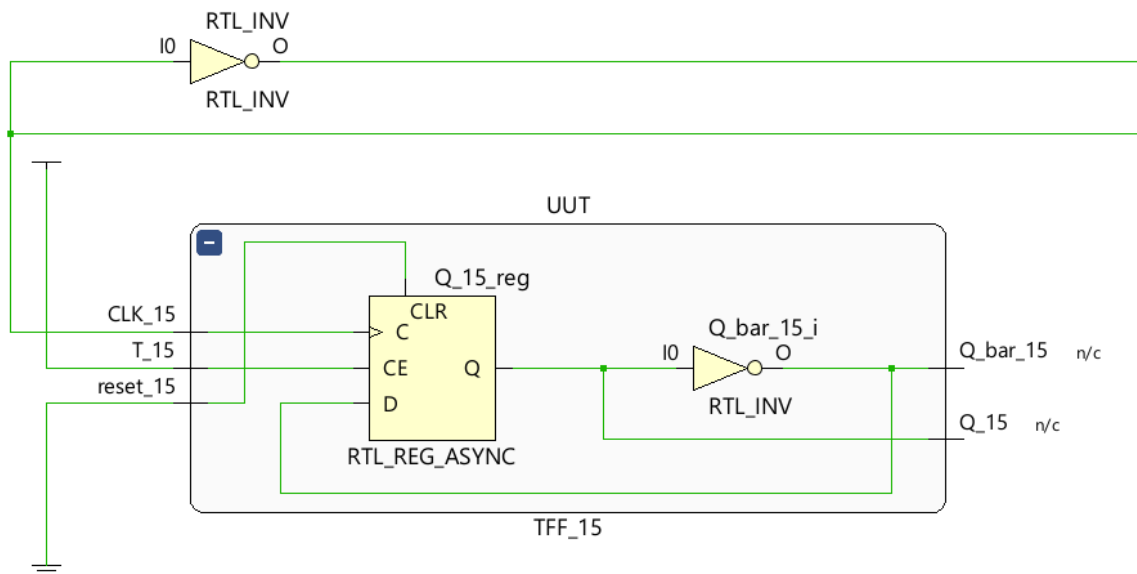 RTL_INV
I0
O
RTL_INV
UUT
Q_15_reg
CLR
CLK_15
C
Q_bar_15_i
I0
O
Q_bar_15
n/c
T_15
CE
Q
reset_15
D
RTL_INV
Q_15
n/c
RTL_REG_ASYNC
TFF_15